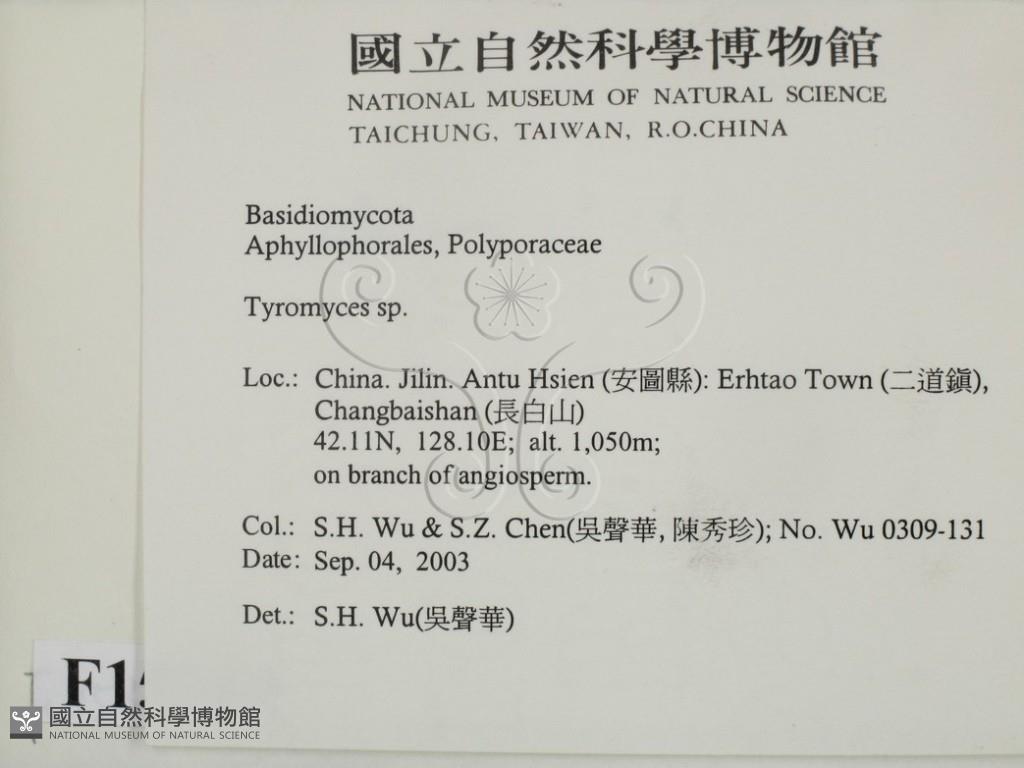 國立自然科學博物館
NATIONAL MUSEUM OF NATURAL SCIENCE
TAICHUNG, TAIWAN, R.O.CHINA
Basidiomycota
Aphyllophorales, Polyporaceae
Tyromyces sp.
Loc.: China. Jilin. Antu Hsien (安圖縣): Erhtao Town (二道鎭),
Changbaishan (長白山)
42.11N, 128.10E; alt. 1,050m;
on branch of angiosperm.
Col.: S.H. Wu & S.Z. Chen(吳聲華, 陳秀珍); No. Wu 0309-131
Date: Sep. 04, 2003
Det.: S.H. Wu(吳聲華)
國立自然科學博物館
NATIONAL MUSEUM OF NATURAL SCIENCE